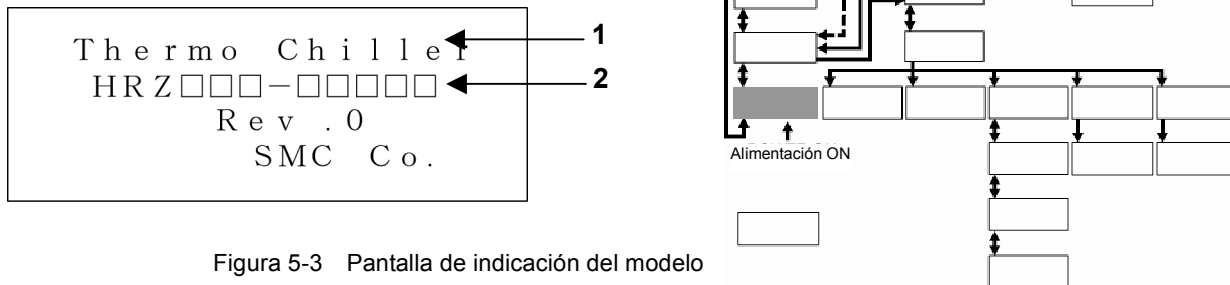 Thermo Chiller
1
HRZ□□□-□□□□□
2
Rev .0
SMC Co.
Alimentación ON
Figura 5-3 Pantalla de indicación del modelo